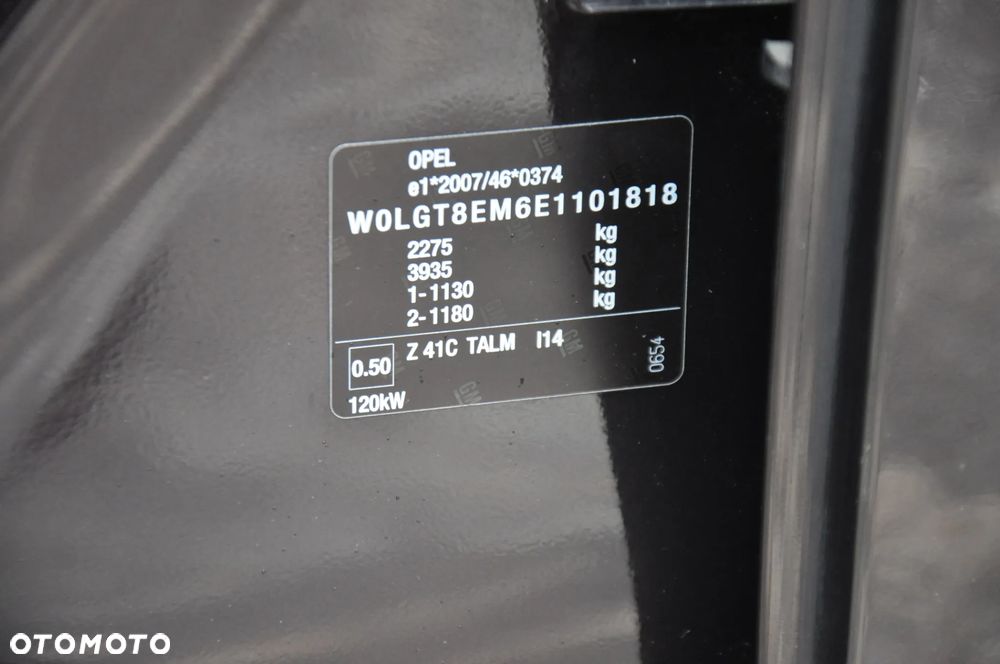 OPEL
e1*2007/46*0374
W0LGT8EM6E1101818
2275 kg
3935 kg
1-1130 kg
2-1180 kg
0.50 Z 41C TALM I14
0654
120kW
OTOMOTO